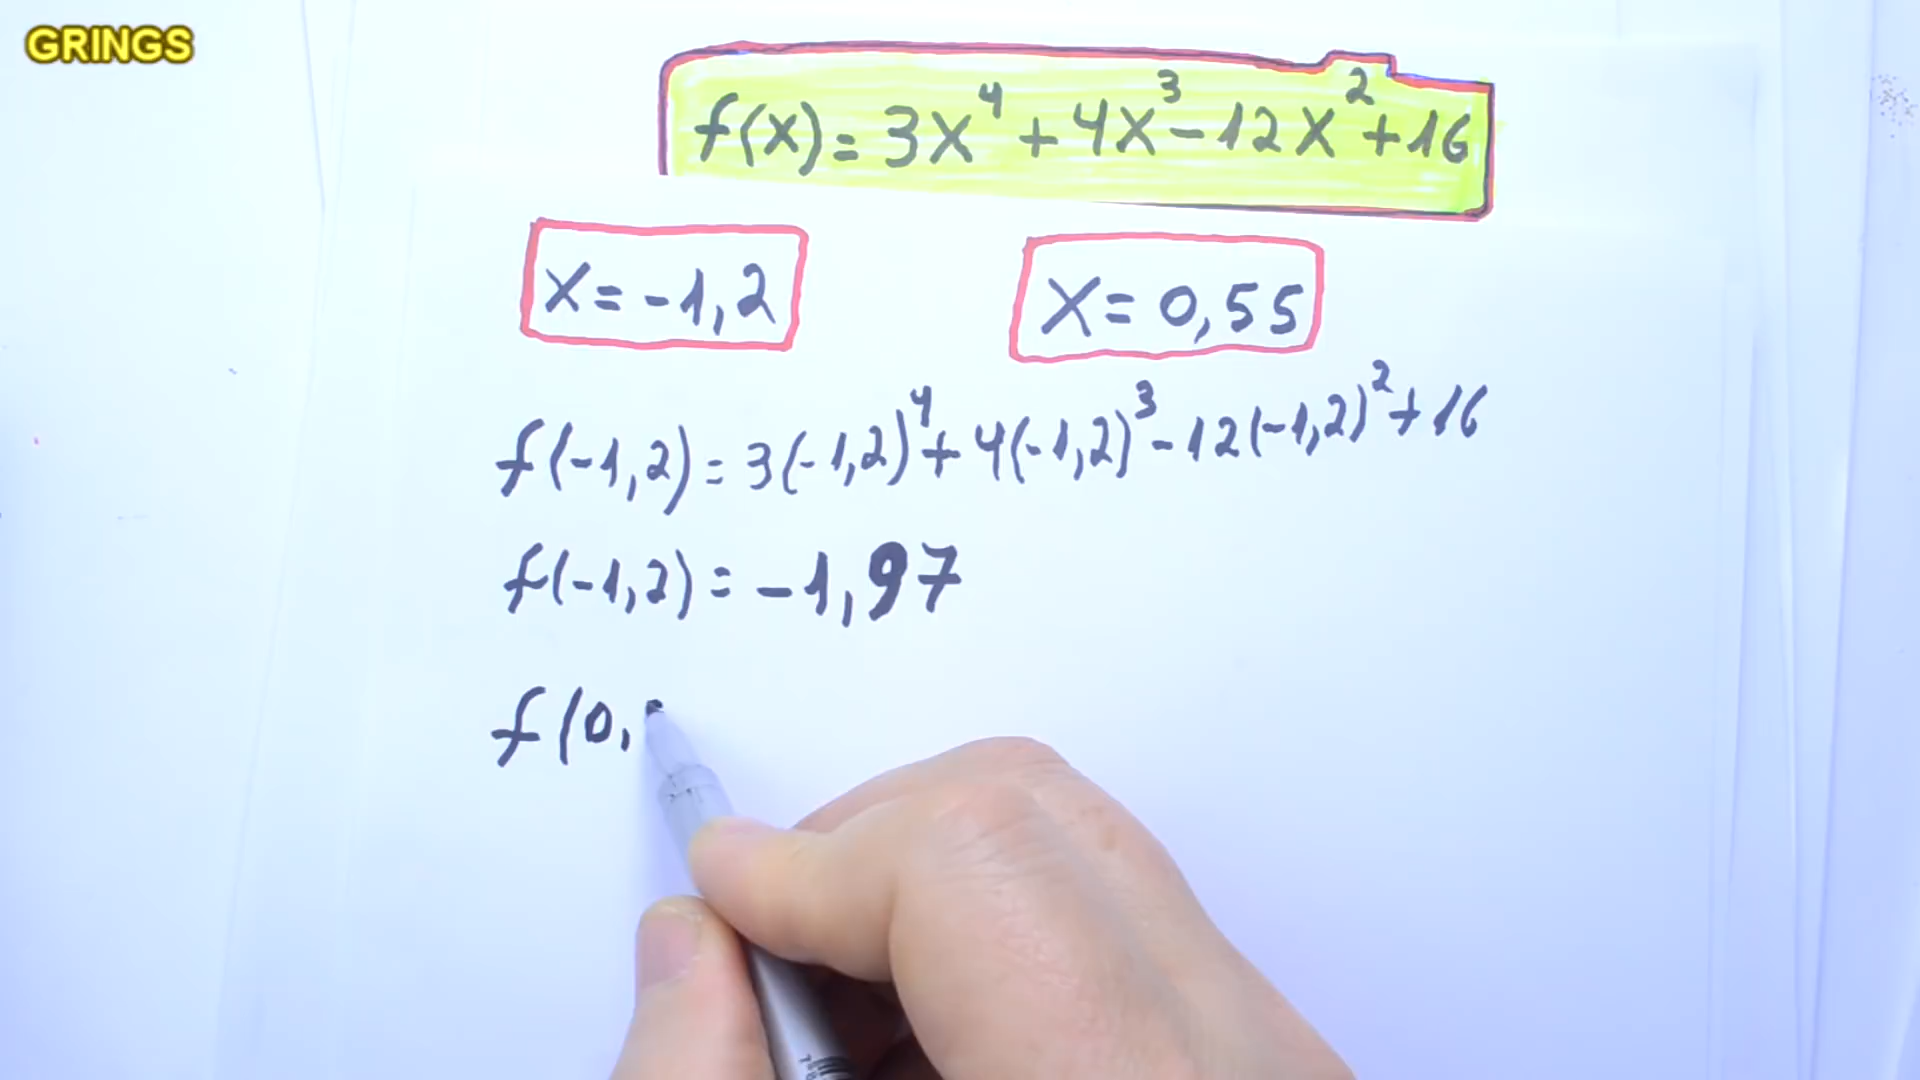 GRINGS
f(x) = 3x⁴ + 4x³ - 12x² + 16
x = -1,2
x = 0,55
f(-1,2) = 3(-1,2)⁴ + 4(-1,2)³ - 12(-1,2)² + 16
f(-1,2) = -1,97
f(0,